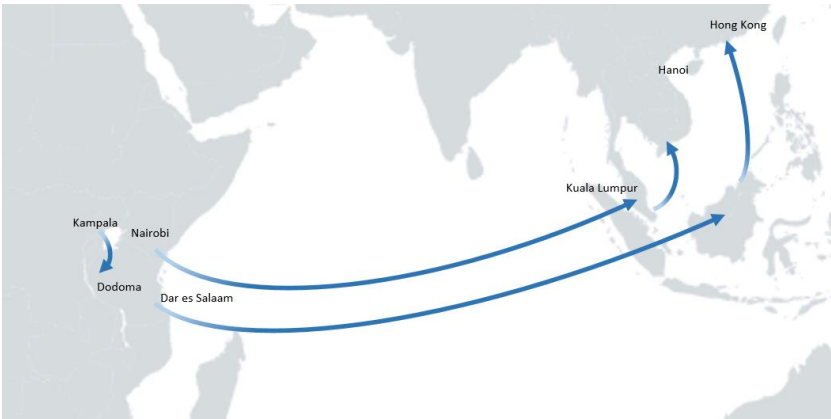 Hong Kong
Hanoi
Kuala Lumpur
Kampala
Nairobi
Dodoma
Dar es Salaam